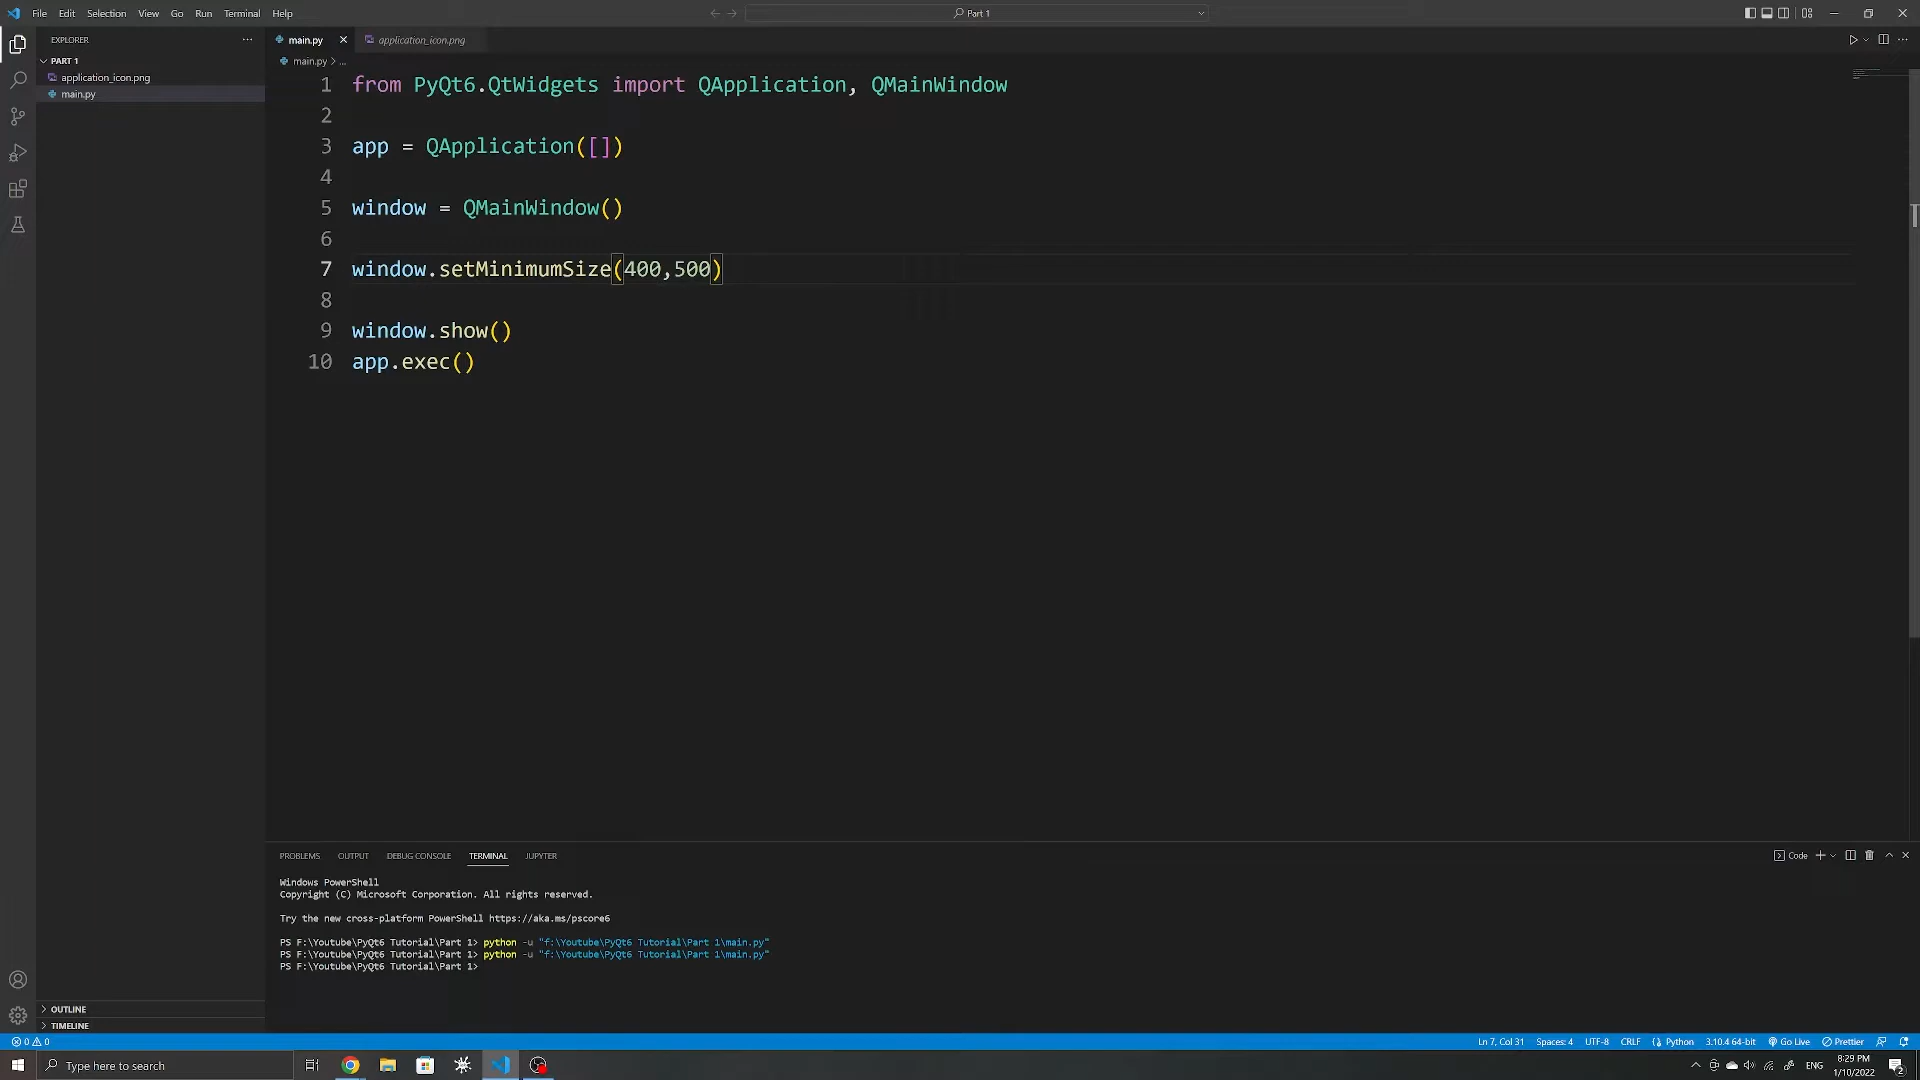 File Edit Selection View Go Run Terminal Help
Part 1
EXPLORER
main.py
application_icon.png
PART 1
main.py > ...
application_icon.png
main.py
1 from PyQt6.QtWidgets import QApplication, QMainWindow
2
3 app = QApplication([])
4
5 window = QMainWindow()
6
7 window.setMinimumSize(400,500)
8
9 window.show()
10 app.exec()
PROBLEMS OUTPUT DEBUG CONSOLE TERMINAL JUPYTER
Code
Windows PowerShell
Copyright (C) Microsoft Corporation. All rights reserved.
Try the new cross-platform PowerShell https://aka.ms/pscore6
PS F:\Youtube\PyQt6 Tutorial\Part 1> python -u "f:\Youtube\PyQt6 Tutorial\Part 1\main.py"
PS F:\Youtube\PyQt6 Tutorial\Part 1> python -u "f:\Youtube\PyQt6 Tutorial\Part 1\main.py"
PS F:\Youtube\PyQt6 Tutorial\Part 1>
OUTLINE
TIMELINE
0 0
Ln 7, Col 31 Spaces: 4 UTF-8 CRLF Python 3.10.4 64-bit Go Live Prettier
Type here to search
ENG
8:29 PM
1/10/2022
2